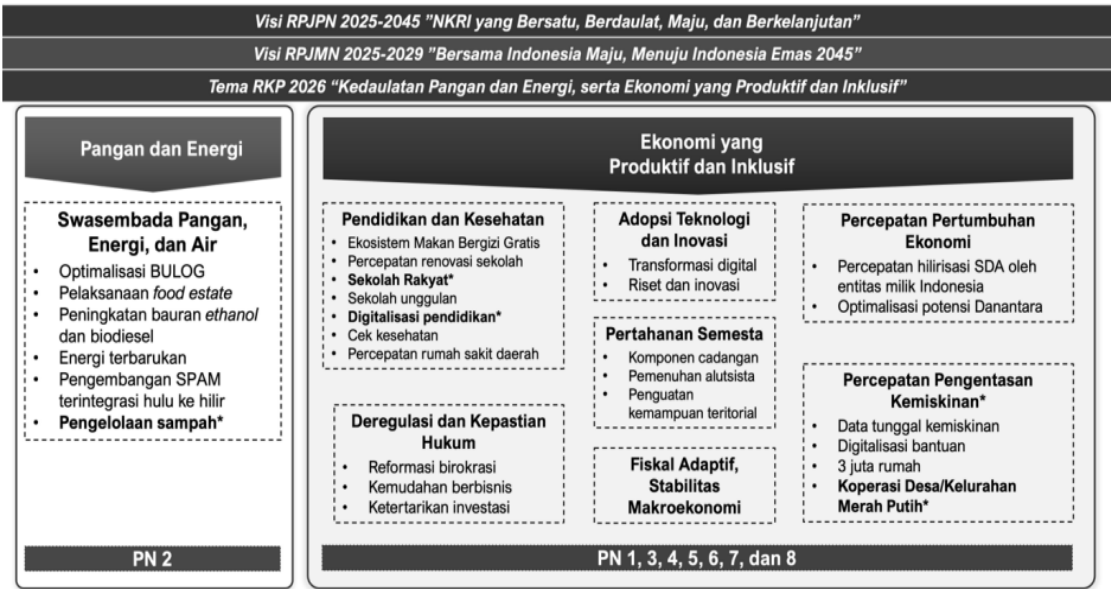 Visi RPJPN 2025-2045 ”NKRI yang Bersatu, Berdaulat, Maju, dan Berkelanjutan”
Visi RPJMN 2025-2029 ”Bersama Indonesia Maju, Menuju Indonesia Emas 2045”
Tema RKP 2026 “Kedaulatan Pangan dan Energi, serta Ekonomi yang Produktif dan Inklusif”
Pangan dan Energi
Swasembada Pangan,
Energi, dan Air
• Optimalisasi BULOG
• Pelaksanaan food estate
• Peningkatan bauran ethanol
dan biodiesel
• Energi terbarukan
• Pengembangan SPAM
terintegrasi hulu ke hilir
• Pengelolaan sampah*
PN 2
Ekonomi yang
Produktif dan Inklusif
Pendidikan dan Kesehatan
• Ekosistem Makan Bergizi Gratis
• Percepatan renovasi sekolah
• Sekolah Rakyat*
• Sekolah unggulan
• Digitalisasi pendidikan*
• Cek kesehatan
• Percepatan rumah sakit daerah
Deregulasi dan Kepastian
Hukum
• Reformasi birokrasi
• Kemudahan berbisnis
• Ketertarikan investasi
Adopsi Teknologi
dan Inovasi
• Transformasi digital
• Riset dan inovasi
Pertahanan Semesta
• Komponen cadangan
• Pemenuhan alutsista
• Penguatan
kemampuan teritorial
Fiskal Adaptif,
Stabilitas
Makroekonomi
Percepatan Pertumbuhan
Ekonomi
• Percepatan hilirisasi SDA oleh
entitas milik Indonesia
• Optimalisasi potensi Danantara
Percepatan Pengentasan
Kemiskinan*
• Data tunggal kemiskinan
• Digitalisasi bantuan
• 3 juta rumah
• Koperasi Desa/Kelurahan
Merah Putih*
PN 1, 3, 4, 5, 6, 7, dan 8